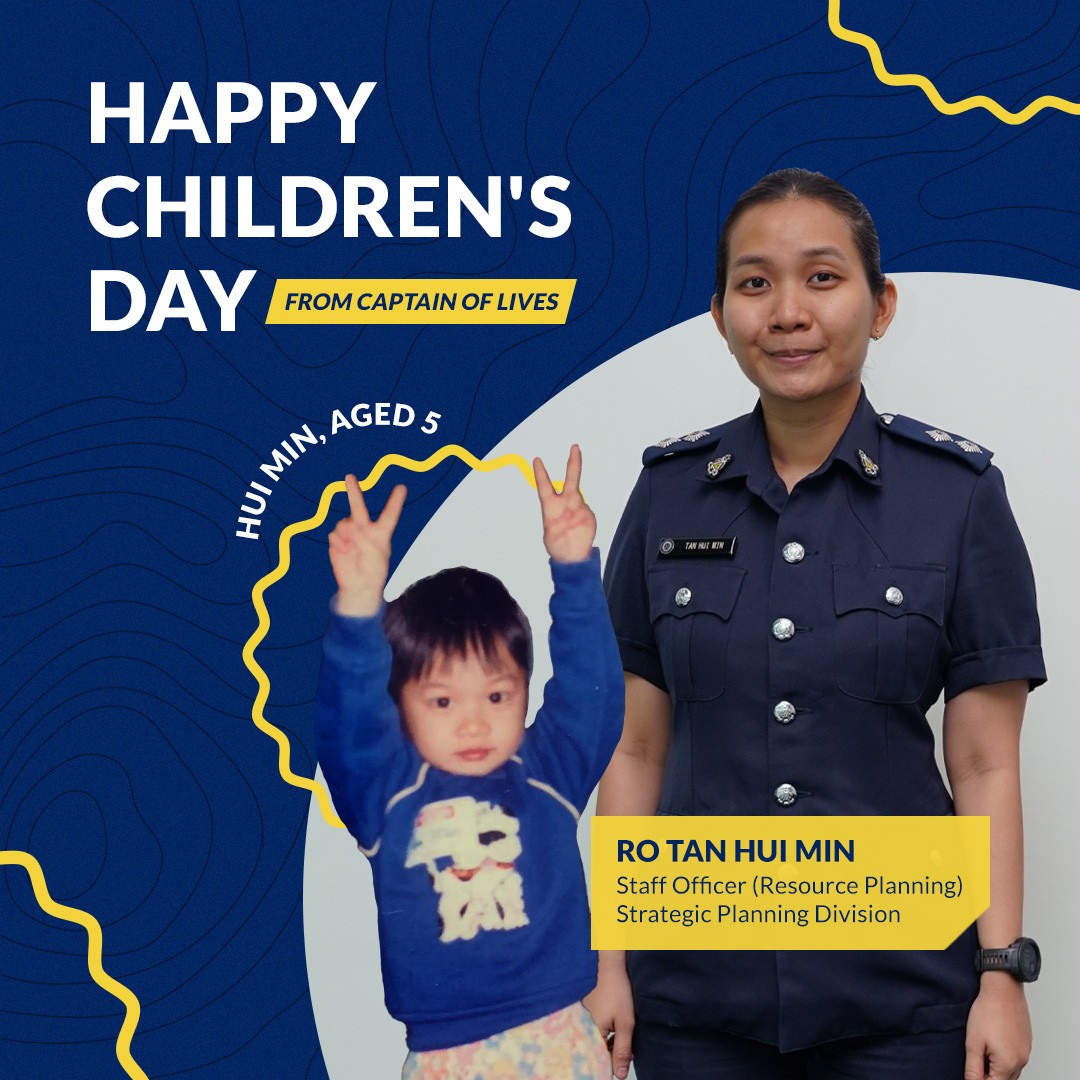 HAPPY
CHILDREN'S
DAY
FROM CAPTAIN OF LIVES
HUI MIN, AGED 5
TAN HUI MIN
RO TAN HUI MIN
Staff Officer (Resource Planning)
Strategic Planning Division